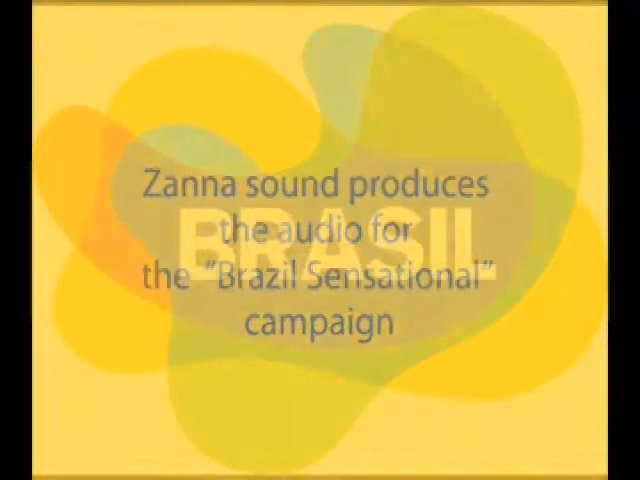 Zanna sound produces
the audio for
BRASIL
the "Brazil Sensational"
campaign